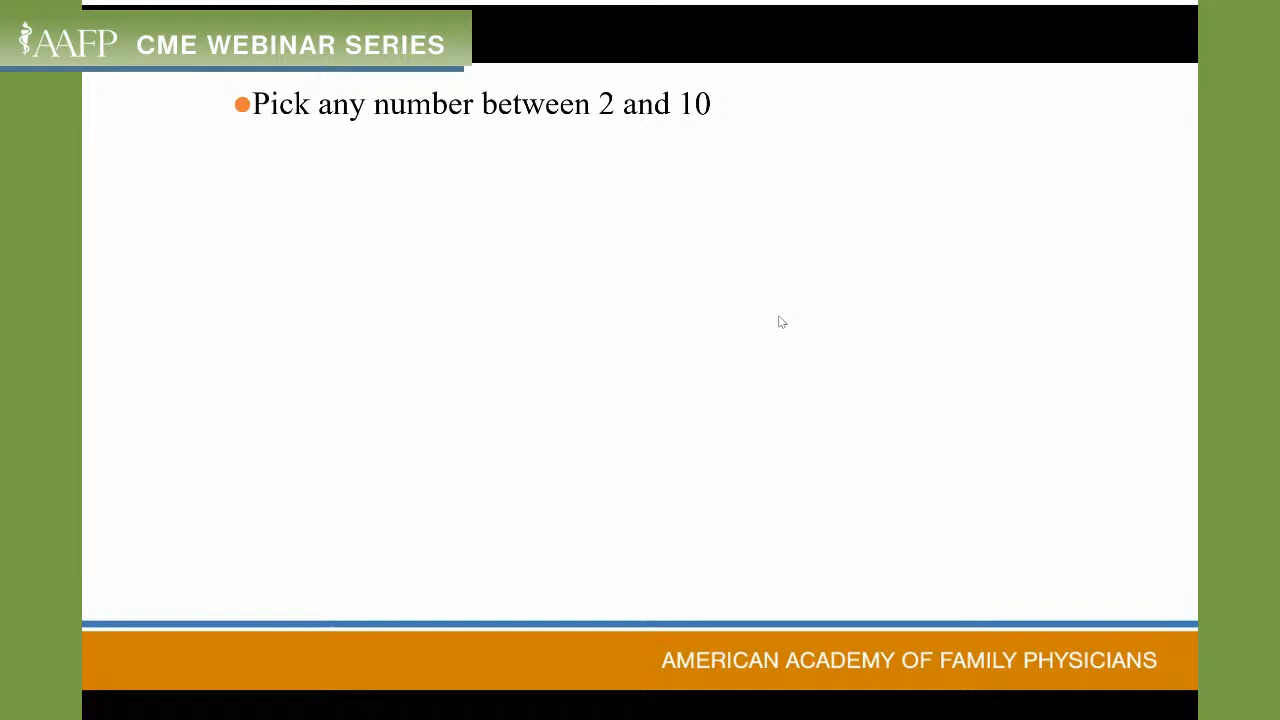 AAFP CME WEBINAR SERIES
Pick any number between 2 and 10
AMERICAN ACADEMY OF FAMILY PHYSICIANS